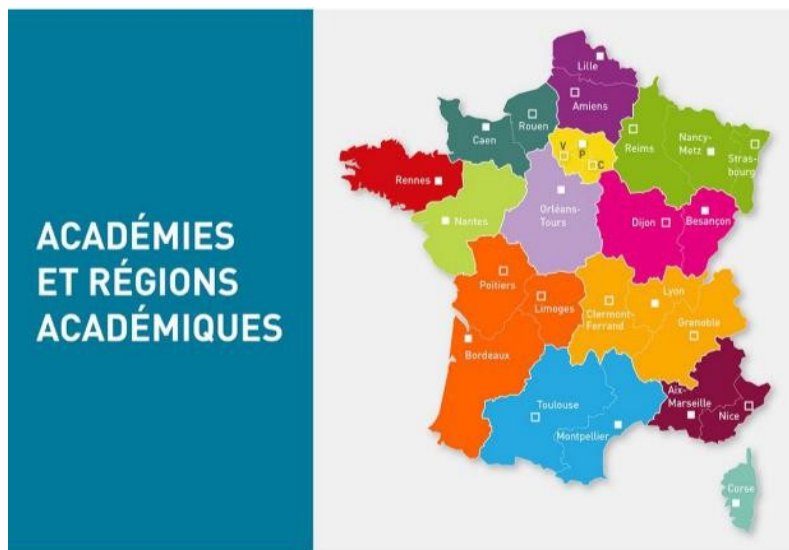 ACADÉMIES
ET RÉGIONS
ACADÉMIQUES
Lille
Amiens
Rouen
Caen
V
P
C
Reims
Nancy-
Metz
Stras-
bourg
Rennes
Nantes
Orléans-
Tours
Dijon
Besançon
Poitiers
Limoges
Clermont-
Ferrand
Lyon
Grenoble
Bordeaux
Aix-
Marseille
Nice
Toulouse
Montpellier
Corse